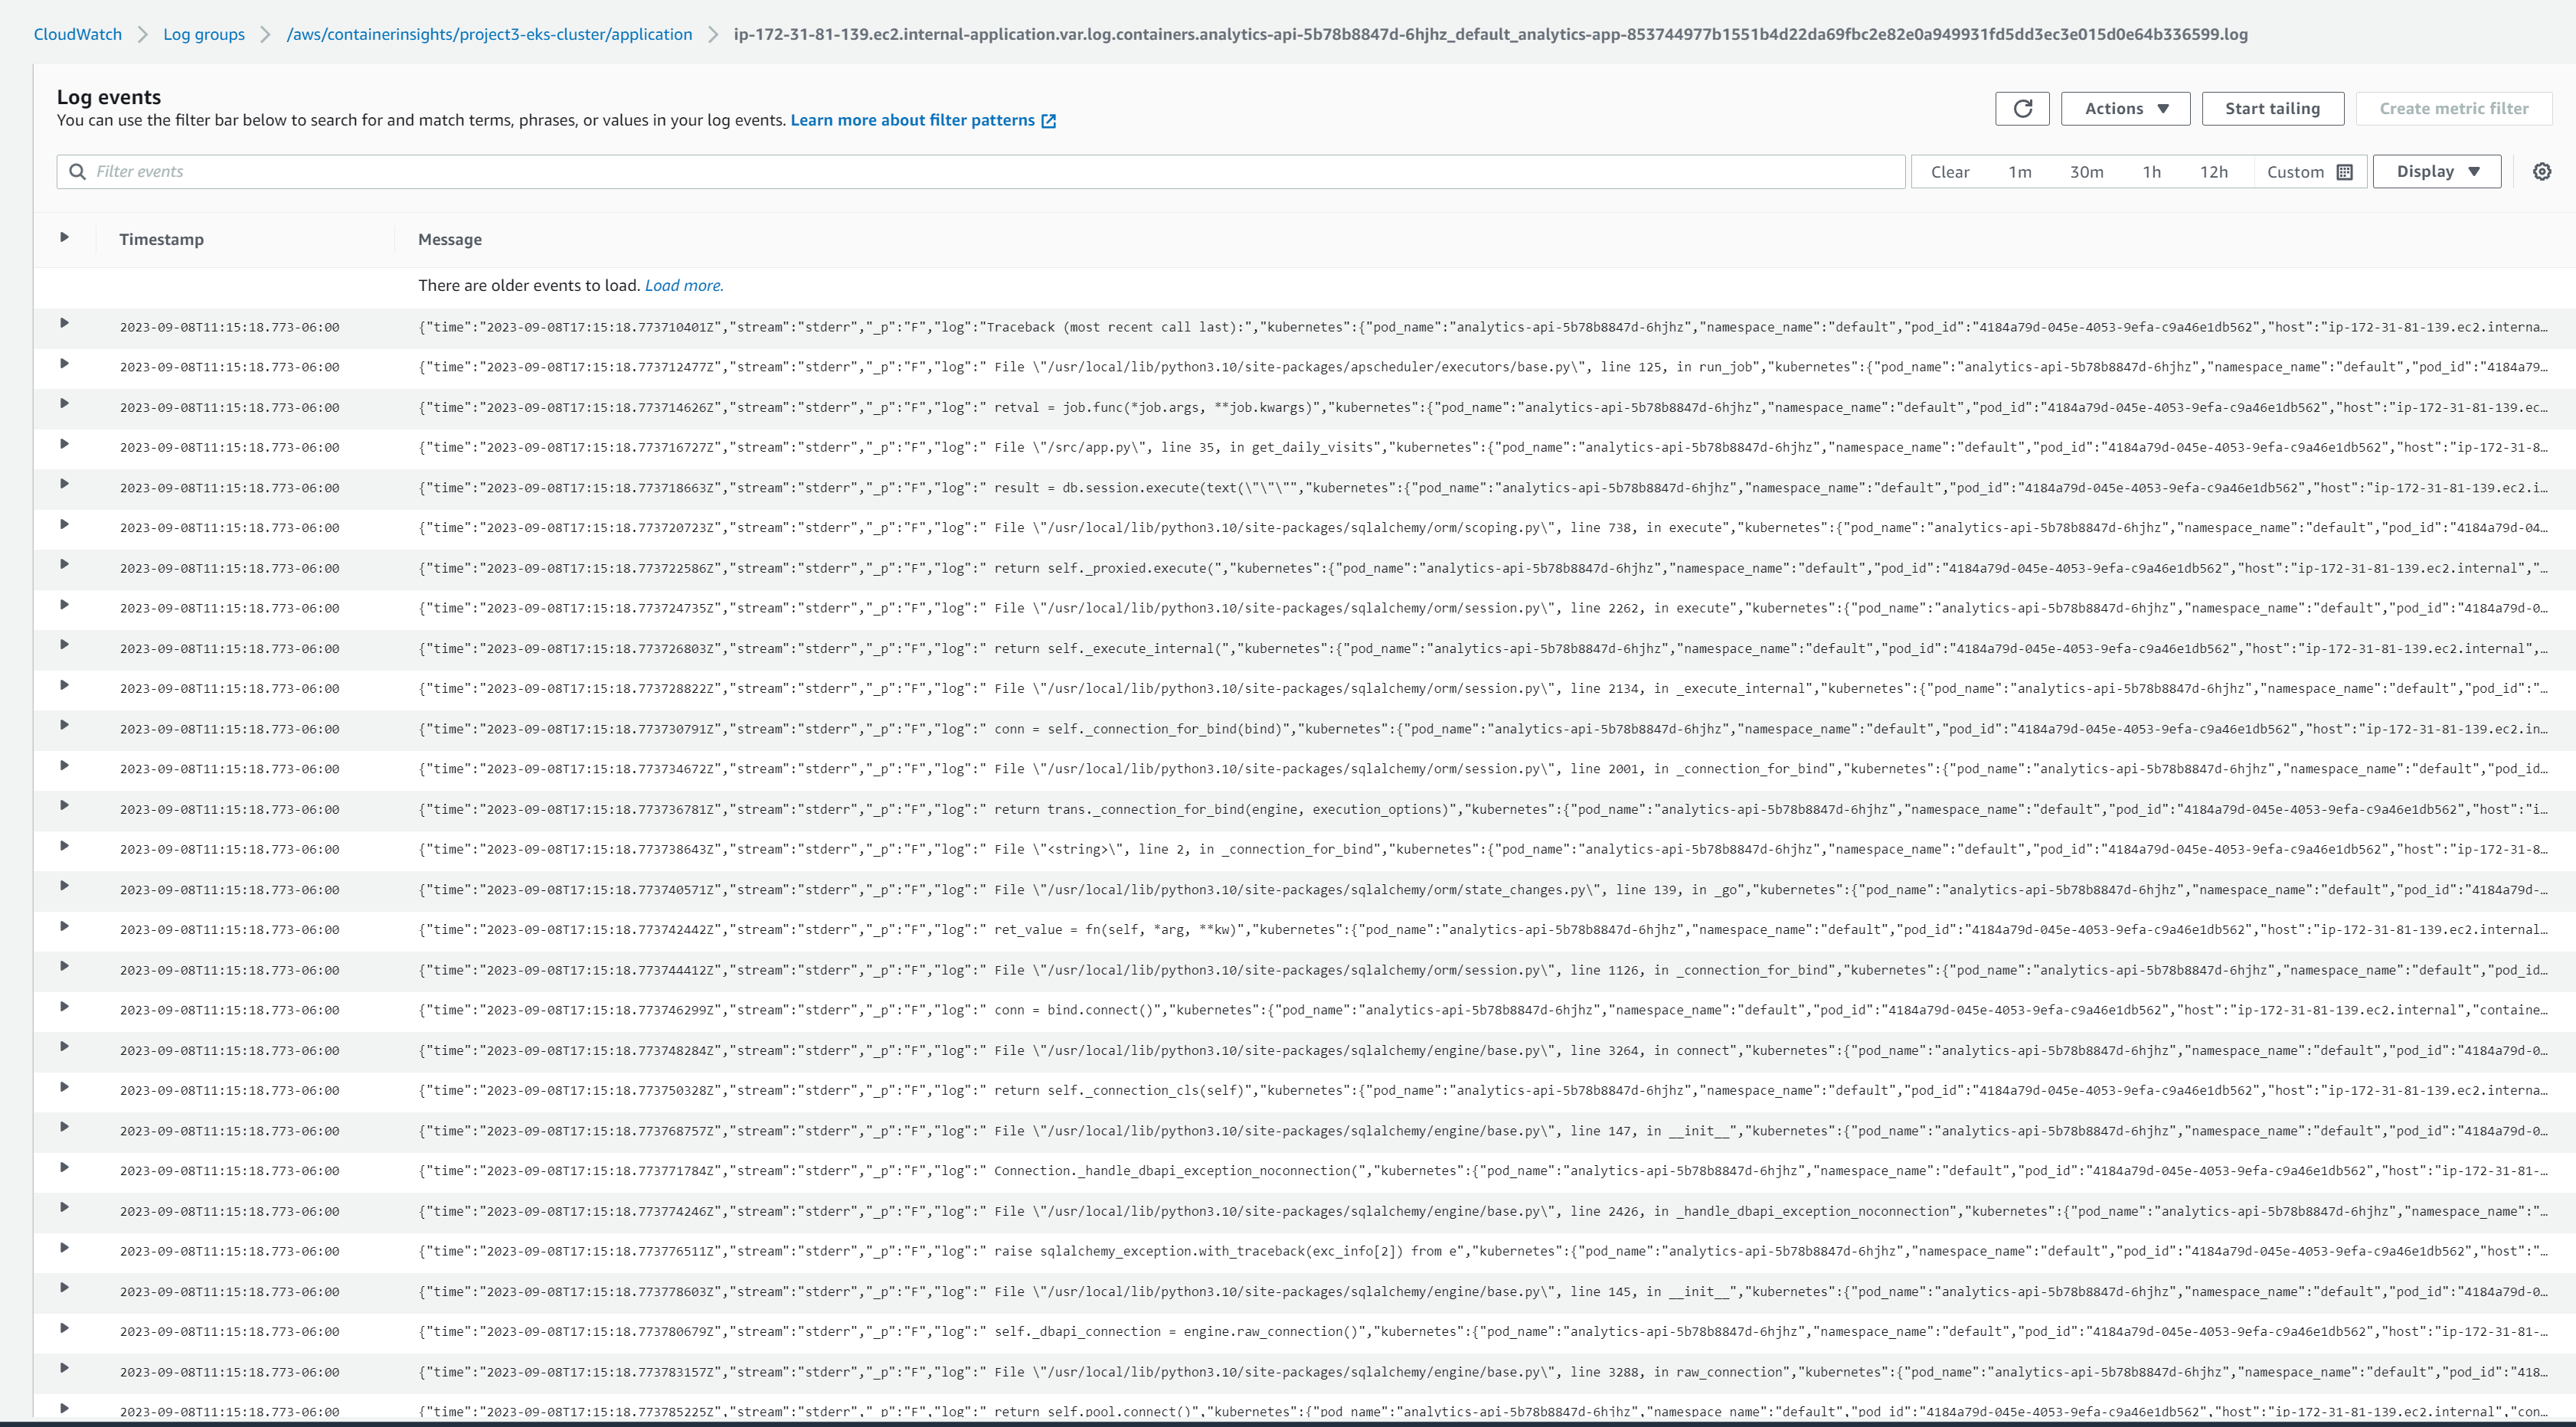 CloudWatch > Log groups > /aws/containerinsights/project3-eks-cluster/application > ip-172-31-81-139.ec2.internal-application.var.log.containers.analytics-api-5b78b8847d-6hjhz_default_analytics-app-853744977b1551b4d22da69fbc2e82e0a949931fd5dd3ec3e015d0e64b336599.log
Log events
You can use the filter bar below to search for and match terms, phrases, or values in your log events. Learn more about filter patterns
Actions Start tailing Create metric filter
Filter events Clear 1m 30m 1h 12h Custom Display
Timestamp Message
There are older events to load. Load more.
2023-09-08T11:15:18.773-06:00 {"time":"2023-09-08T17:15:18.773710401Z","stream":"stderr","_p":"F","log":"Traceback (most recent call last):","kubernetes":{"pod_name":"analytics-api-5b78b8847d-6hjhz","namespace_name":"default","pod_id":"4184a79d-045e-4053-9efa-c9a46e1db562","host":"ip-172-31-81-139.ec2.interna…
2023-09-08T11:15:18.773-06:00 {"time":"2023-09-08T17:15:18.773712477Z","stream":"stderr","_p":"F","log":" File \"/usr/local/lib/python3.10/site-packages/apscheduler/executors/base.py\", line 125, in run_job","kubernetes":{"pod_name":"analytics-api-5b78b8847d-6hjhz","namespace_name":"default","pod_id":"4184a79…
2023-09-08T11:15:18.773-06:00 {"time":"2023-09-08T17:15:18.773714626Z","stream":"stderr","_p":"F","log":" retval = job.func(*job.args, **job.kwargs)","kubernetes":{"pod_name":"analytics-api-5b78b8847d-6hjhz","namespace_name":"default","pod_id":"4184a79d-045e-4053-9efa-c9a46e1db562","host":"ip-172-31-81-139.ec…
2023-09-08T11:15:18.773-06:00 {"time":"2023-09-08T17:15:18.773716727Z","stream":"stderr","_p":"F","log":" File \"/src/app.py\", line 35, in get_daily_visits","kubernetes":{"pod_name":"analytics-api-5b78b8847d-6hjhz","namespace_name":"default","pod_id":"4184a79d-045e-4053-9efa-c9a46e1db562","host":"ip-172-31-8…
2023-09-08T11:15:18.773-06:00 {"time":"2023-09-08T17:15:18.773718663Z","stream":"stderr","_p":"F","log":" result = db.session.execute(text(\"\"\"","kubernetes":{"pod_name":"analytics-api-5b78b8847d-6hjhz","namespace_name":"default","pod_id":"4184a79d-045e-4053-9efa-c9a46e1db562","host":"ip-172-31-81-139.ec2.i…
2023-09-08T11:15:18.773-06:00 {"time":"2023-09-08T17:15:18.773720723Z","stream":"stderr","_p":"F","log":" File \"/usr/local/lib/python3.10/site-packages/sqlalchemy/orm/scoping.py\", line 738, in execute","kubernetes":{"pod_name":"analytics-api-5b78b8847d-6hjhz","namespace_name":"default","pod_id":"4184a79d-04…
2023-09-08T11:15:18.773-06:00 {"time":"2023-09-08T17:15:18.773722586Z","stream":"stderr","_p":"F","log":" return self._proxied.execute(","kubernetes":{"pod_name":"analytics-api-5b78b8847d-6hjhz","namespace_name":"default","pod_id":"4184a79d-045e-4053-9efa-c9a46e1db562","host":"ip-172-31-81-139.ec2.internal","…
2023-09-08T11:15:18.773-06:00 {"time":"2023-09-08T17:15:18.773724735Z","stream":"stderr","_p":"F","log":" File \"/usr/local/lib/python3.10/site-packages/sqlalchemy/orm/session.py\", line 2262, in execute","kubernetes":{"pod_name":"analytics-api-5b78b8847d-6hjhz","namespace_name":"default","pod_id":"4184a79d-0…
2023-09-08T11:15:18.773-06:00 {"time":"2023-09-08T17:15:18.773726803Z","stream":"stderr","_p":"F","log":" return self._execute_internal(","kubernetes":{"pod_name":"analytics-api-5b78b8847d-6hjhz","namespace_name":"default","pod_id":"4184a79d-045e-4053-9efa-c9a46e1db562","host":"ip-172-31-81-139.ec2.internal",…
2023-09-08T11:15:18.773-06:00 {"time":"2023-09-08T17:15:18.773728822Z","stream":"stderr","_p":"F","log":" File \"/usr/local/lib/python3.10/site-packages/sqlalchemy/orm/session.py\", line 2134, in _execute_internal","kubernetes":{"pod_name":"analytics-api-5b78b8847d-6hjhz","namespace_name":"default","pod_id":"…
2023-09-08T11:15:18.773-06:00 {"time":"2023-09-08T17:15:18.773730791Z","stream":"stderr","_p":"F","log":" conn = self._connection_for_bind(bind)","kubernetes":{"pod_name":"analytics-api-5b78b8847d-6hjhz","namespace_name":"default","pod_id":"4184a79d-045e-4053-9efa-c9a46e1db562","host":"ip-172-31-81-139.ec2.in…
2023-09-08T11:15:18.773-06:00 {"time":"2023-09-08T17:15:18.773734672Z","stream":"stderr","_p":"F","log":" File \"/usr/local/lib/python3.10/site-packages/sqlalchemy/orm/session.py\", line 2001, in _connection_for_bind","kubernetes":{"pod_name":"analytics-api-5b78b8847d-6hjhz","namespace_name":"default","pod_id…
2023-09-08T11:15:18.773-06:00 {"time":"2023-09-08T17:15:18.773736781Z","stream":"stderr","_p":"F","log":" return trans._connection_for_bind(engine, execution_options)","kubernetes":{"pod_name":"analytics-api-5b78b8847d-6hjhz","namespace_name":"default","pod_id":"4184a79d-045e-4053-9efa-c9a46e1db562","host":"i…
2023-09-08T11:15:18.773-06:00 {"time":"2023-09-08T17:15:18.773738643Z","stream":"stderr","_p":"F","log":" File \"<string>\", line 2, in _connection_for_bind","kubernetes":{"pod_name":"analytics-api-5b78b8847d-6hjhz","namespace_name":"default","pod_id":"4184a79d-045e-4053-9efa-c9a46e1db562","host":"ip-172-31-8…
2023-09-08T11:15:18.773-06:00 {"time":"2023-09-08T17:15:18.773740571Z","stream":"stderr","_p":"F","log":" File \"/usr/local/lib/python3.10/site-packages/sqlalchemy/orm/state_changes.py\", line 139, in _go","kubernetes":{"pod_name":"analytics-api-5b78b8847d-6hjhz","namespace_name":"default","pod_id":"4184a79d-…
2023-09-08T11:15:18.773-06:00 {"time":"2023-09-08T17:15:18.773742442Z","stream":"stderr","_p":"F","log":" ret_value = fn(self, *arg, **kw)","kubernetes":{"pod_name":"analytics-api-5b78b8847d-6hjhz","namespace_name":"default","pod_id":"4184a79d-045e-4053-9efa-c9a46e1db562","host":"ip-172-31-81-139.ec2.internal…
2023-09-08T11:15:18.773-06:00 {"time":"2023-09-08T17:15:18.773744412Z","stream":"stderr","_p":"F","log":" File \"/usr/local/lib/python3.10/site-packages/sqlalchemy/orm/session.py\", line 1126, in _connection_for_bind","kubernetes":{"pod_name":"analytics-api-5b78b8847d-6hjhz","namespace_name":"default","pod_id…
2023-09-08T11:15:18.773-06:00 {"time":"2023-09-08T17:15:18.773746299Z","stream":"stderr","_p":"F","log":" conn = bind.connect()","kubernetes":{"pod_name":"analytics-api-5b78b8847d-6hjhz","namespace_name":"default","pod_id":"4184a79d-045e-4053-9efa-c9a46e1db562","host":"ip-172-31-81-139.ec2.internal","containe…
2023-09-08T11:15:18.773-06:00 {"time":"2023-09-08T17:15:18.773748284Z","stream":"stderr","_p":"F","log":" File \"/usr/local/lib/python3.10/site-packages/sqlalchemy/engine/base.py\", line 3264, in connect","kubernetes":{"pod_name":"analytics-api-5b78b8847d-6hjhz","namespace_name":"default","pod_id":"4184a79d-0…
2023-09-08T11:15:18.773-06:00 {"time":"2023-09-08T17:15:18.773750328Z","stream":"stderr","_p":"F","log":" return self._connection_cls(self)","kubernetes":{"pod_name":"analytics-api-5b78b8847d-6hjhz","namespace_name":"default","pod_id":"4184a79d-045e-4053-9efa-c9a46e1db562","host":"ip-172-31-81-139.ec2.interna…
2023-09-08T11:15:18.773-06:00 {"time":"2023-09-08T17:15:18.773768757Z","stream":"stderr","_p":"F","log":" File \"/usr/local/lib/python3.10/site-packages/sqlalchemy/engine/base.py\", line 147, in __init__","kubernetes":{"pod_name":"analytics-api-5b78b8847d-6hjhz","namespace_name":"default","pod_id":"4184a79d-0…
2023-09-08T11:15:18.773-06:00 {"time":"2023-09-08T17:15:18.773771784Z","stream":"stderr","_p":"F","log":" Connection._handle_dbapi_exception_noconnection(","kubernetes":{"pod_name":"analytics-api-5b78b8847d-6hjhz","namespace_name":"default","pod_id":"4184a79d-045e-4053-9efa-c9a46e1db562","host":"ip-172-31-81-…
2023-09-08T11:15:18.773-06:00 {"time":"2023-09-08T17:15:18.773774246Z","stream":"stderr","_p":"F","log":" File \"/usr/local/lib/python3.10/site-packages/sqlalchemy/engine/base.py\", line 2426, in _handle_dbapi_exception_noconnection","kubernetes":{"pod_name":"analytics-api-5b78b8847d-6hjhz","namespace_name":"…
2023-09-08T11:15:18.773-06:00 {"time":"2023-09-08T17:15:18.773776511Z","stream":"stderr","_p":"F","log":" raise sqlalchemy_exception.with_traceback(exc_info[2]) from e","kubernetes":{"pod_name":"analytics-api-5b78b8847d-6hjhz","namespace_name":"default","pod_id":"4184a79d-045e-4053-9efa-c9a46e1db562","host":"…
2023-09-08T11:15:18.773-06:00 {"time":"2023-09-08T17:15:18.773778603Z","stream":"stderr","_p":"F","log":" File \"/usr/local/lib/python3.10/site-packages/sqlalchemy/engine/base.py\", line 145, in __init__","kubernetes":{"pod_name":"analytics-api-5b78b8847d-6hjhz","namespace_name":"default","pod_id":"4184a79d-0…
2023-09-08T11:15:18.773-06:00 {"time":"2023-09-08T17:15:18.773780679Z","stream":"stderr","_p":"F","log":" self._dbapi_connection = engine.raw_connection()","kubernetes":{"pod_name":"analytics-api-5b78b8847d-6hjhz","namespace_name":"default","pod_id":"4184a79d-045e-4053-9efa-c9a46e1db562","host":"ip-172-31-81-…
2023-09-08T11:15:18.773-06:00 {"time":"2023-09-08T17:15:18.773783157Z","stream":"stderr","_p":"F","log":" File \"/usr/local/lib/python3.10/site-packages/sqlalchemy/engine/base.py\", line 3288, in raw_connection","kubernetes":{"pod_name":"analytics-api-5b78b8847d-6hjhz","namespace_name":"default","pod_id":"418…
2023-09-08T11:15:18.773-06:00 {"time":"2023-09-08T17:15:18.773785225Z","stream":"stderr","_p":"F","log":" return self.pool.connect()","kubernetes":{"pod_name":"analytics-api-5b78b8847d-6hjhz","namespace_name":"default","pod_id":"4184a79d-045e-4053-9efa-c9a46e1db562","host":"ip-172-31-81-139.ec2.internal","con…